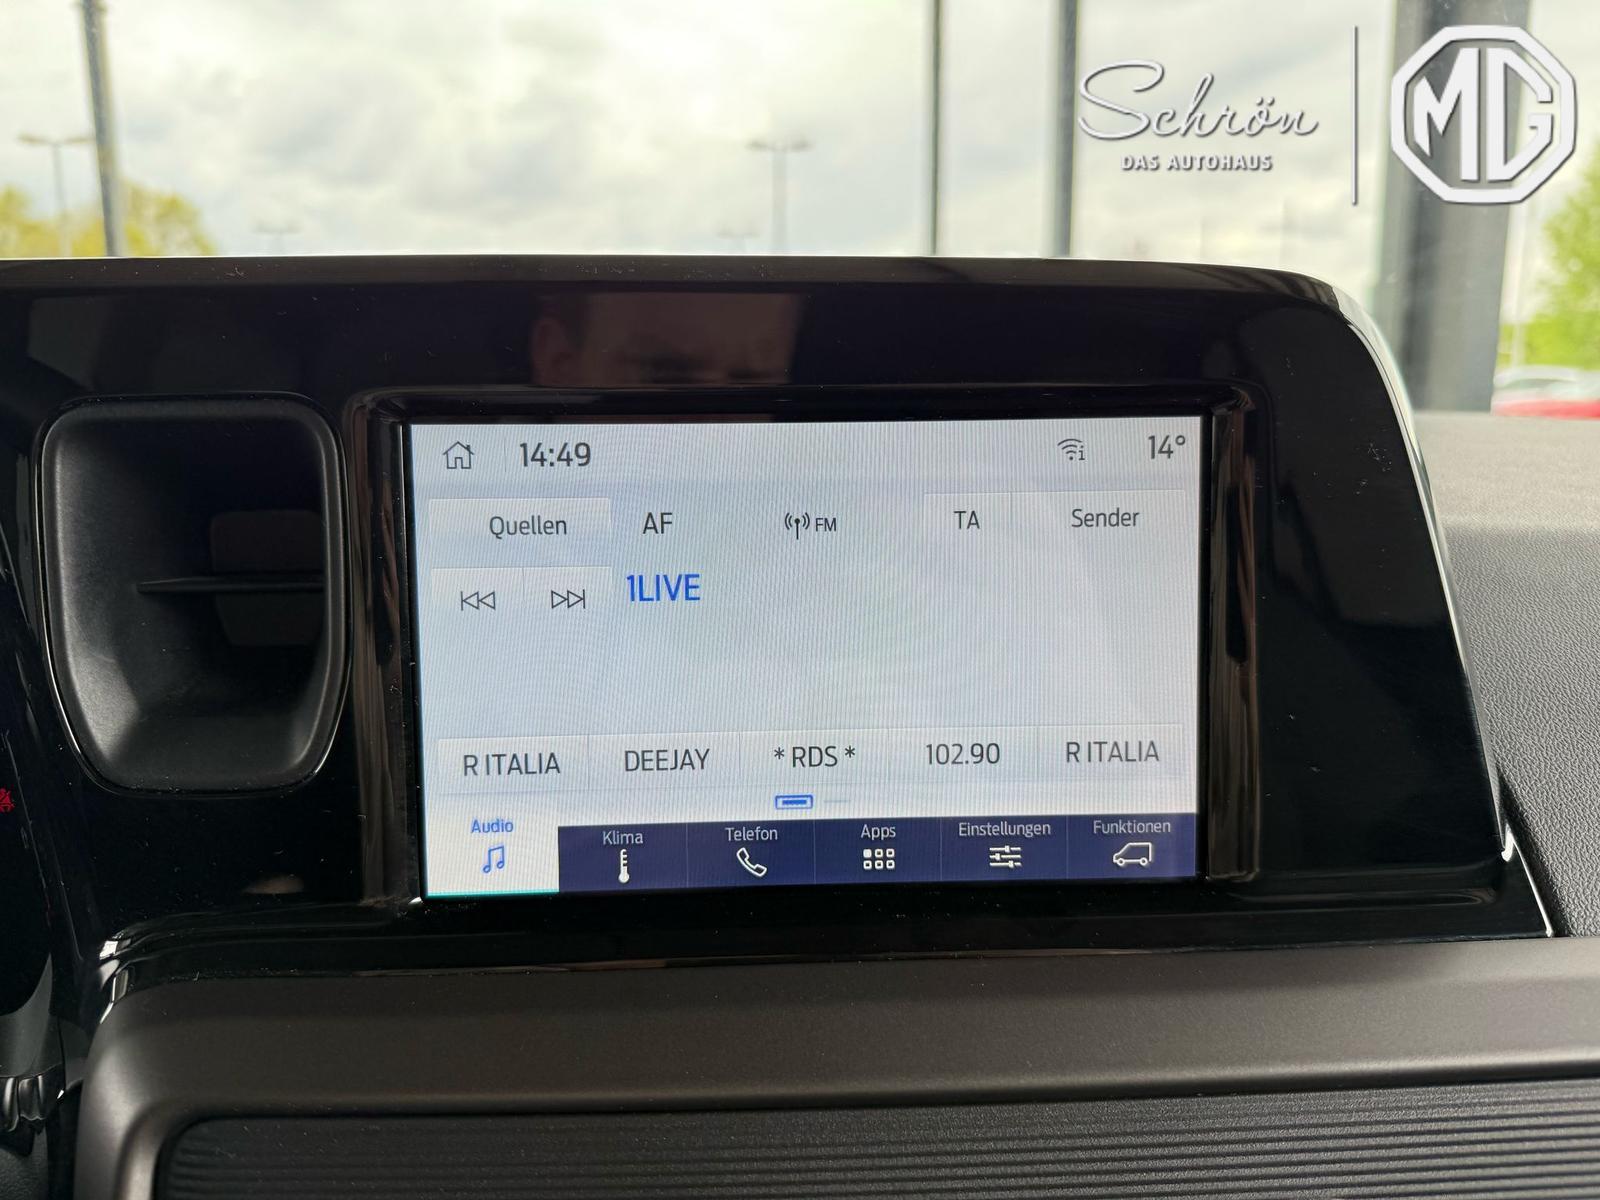 Schrön
DAS AUTOHAUS
MG
14:49
14°
Quellen
AF
FM
TA
Sender
1LIVE
R ITALIA
DEEJAY
* RDS *
102.90
R ITALIA
Audio
Klima
Telefon
Apps
Einstellungen
Funktionen